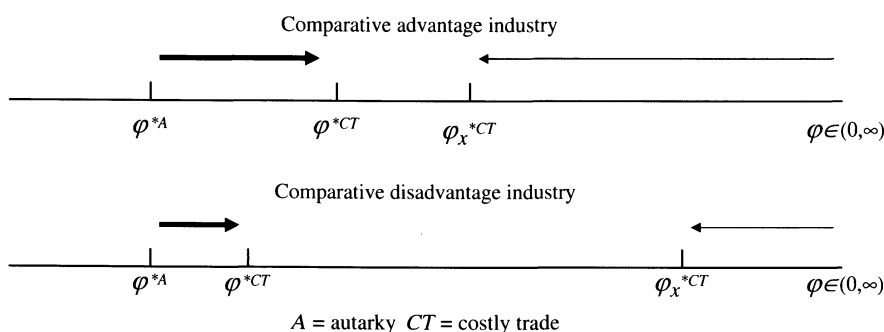 Comparative advantage industry
φ*A φ*CT φx*CT φ∈(0,∞)
Comparative disadvantage industry
φ*A φ*CT φx*CT φ∈(0,∞)
A = autarky CT = costly trade